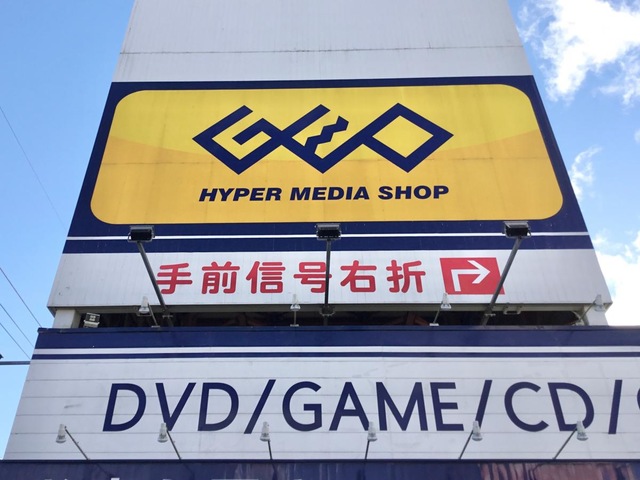 GEO
HYPER MEDIA SHOP
手前信号右折
DVD/GAME/CD/